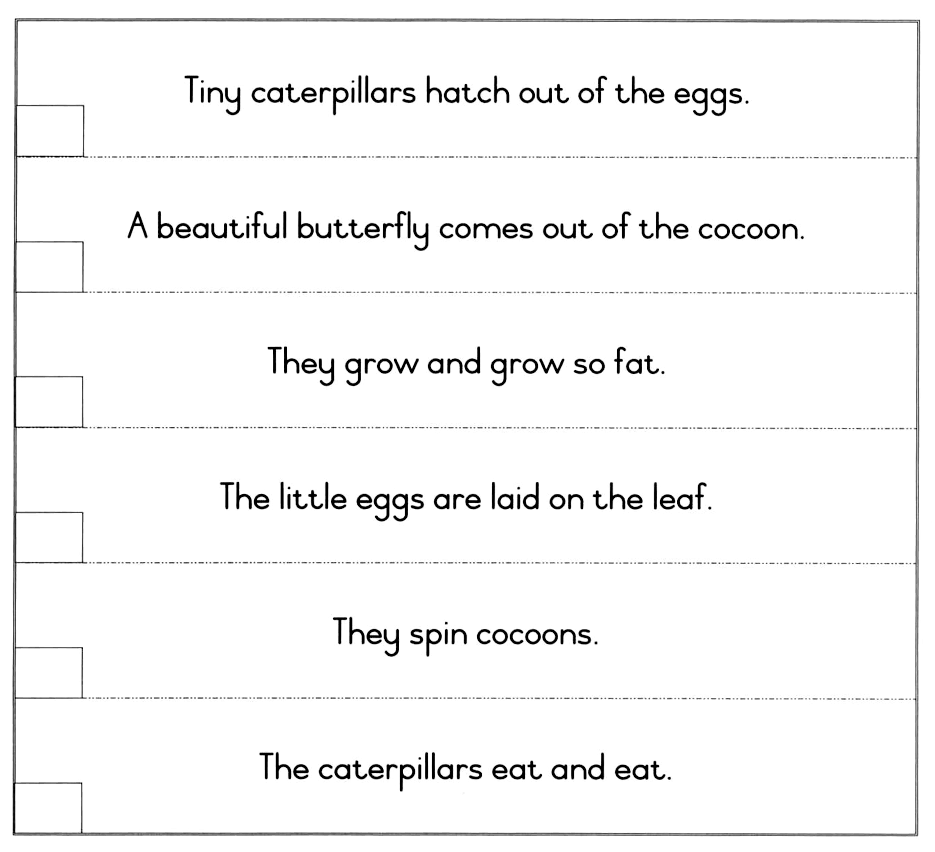 Tiny caterpillars hatch out of the eggs.
A beautiful butterfly comes out of the cocoon.
They grow and grow so fat.
The little eggs are laid on the leaf.
They spin cocoons.
The caterpillars eat and eat.